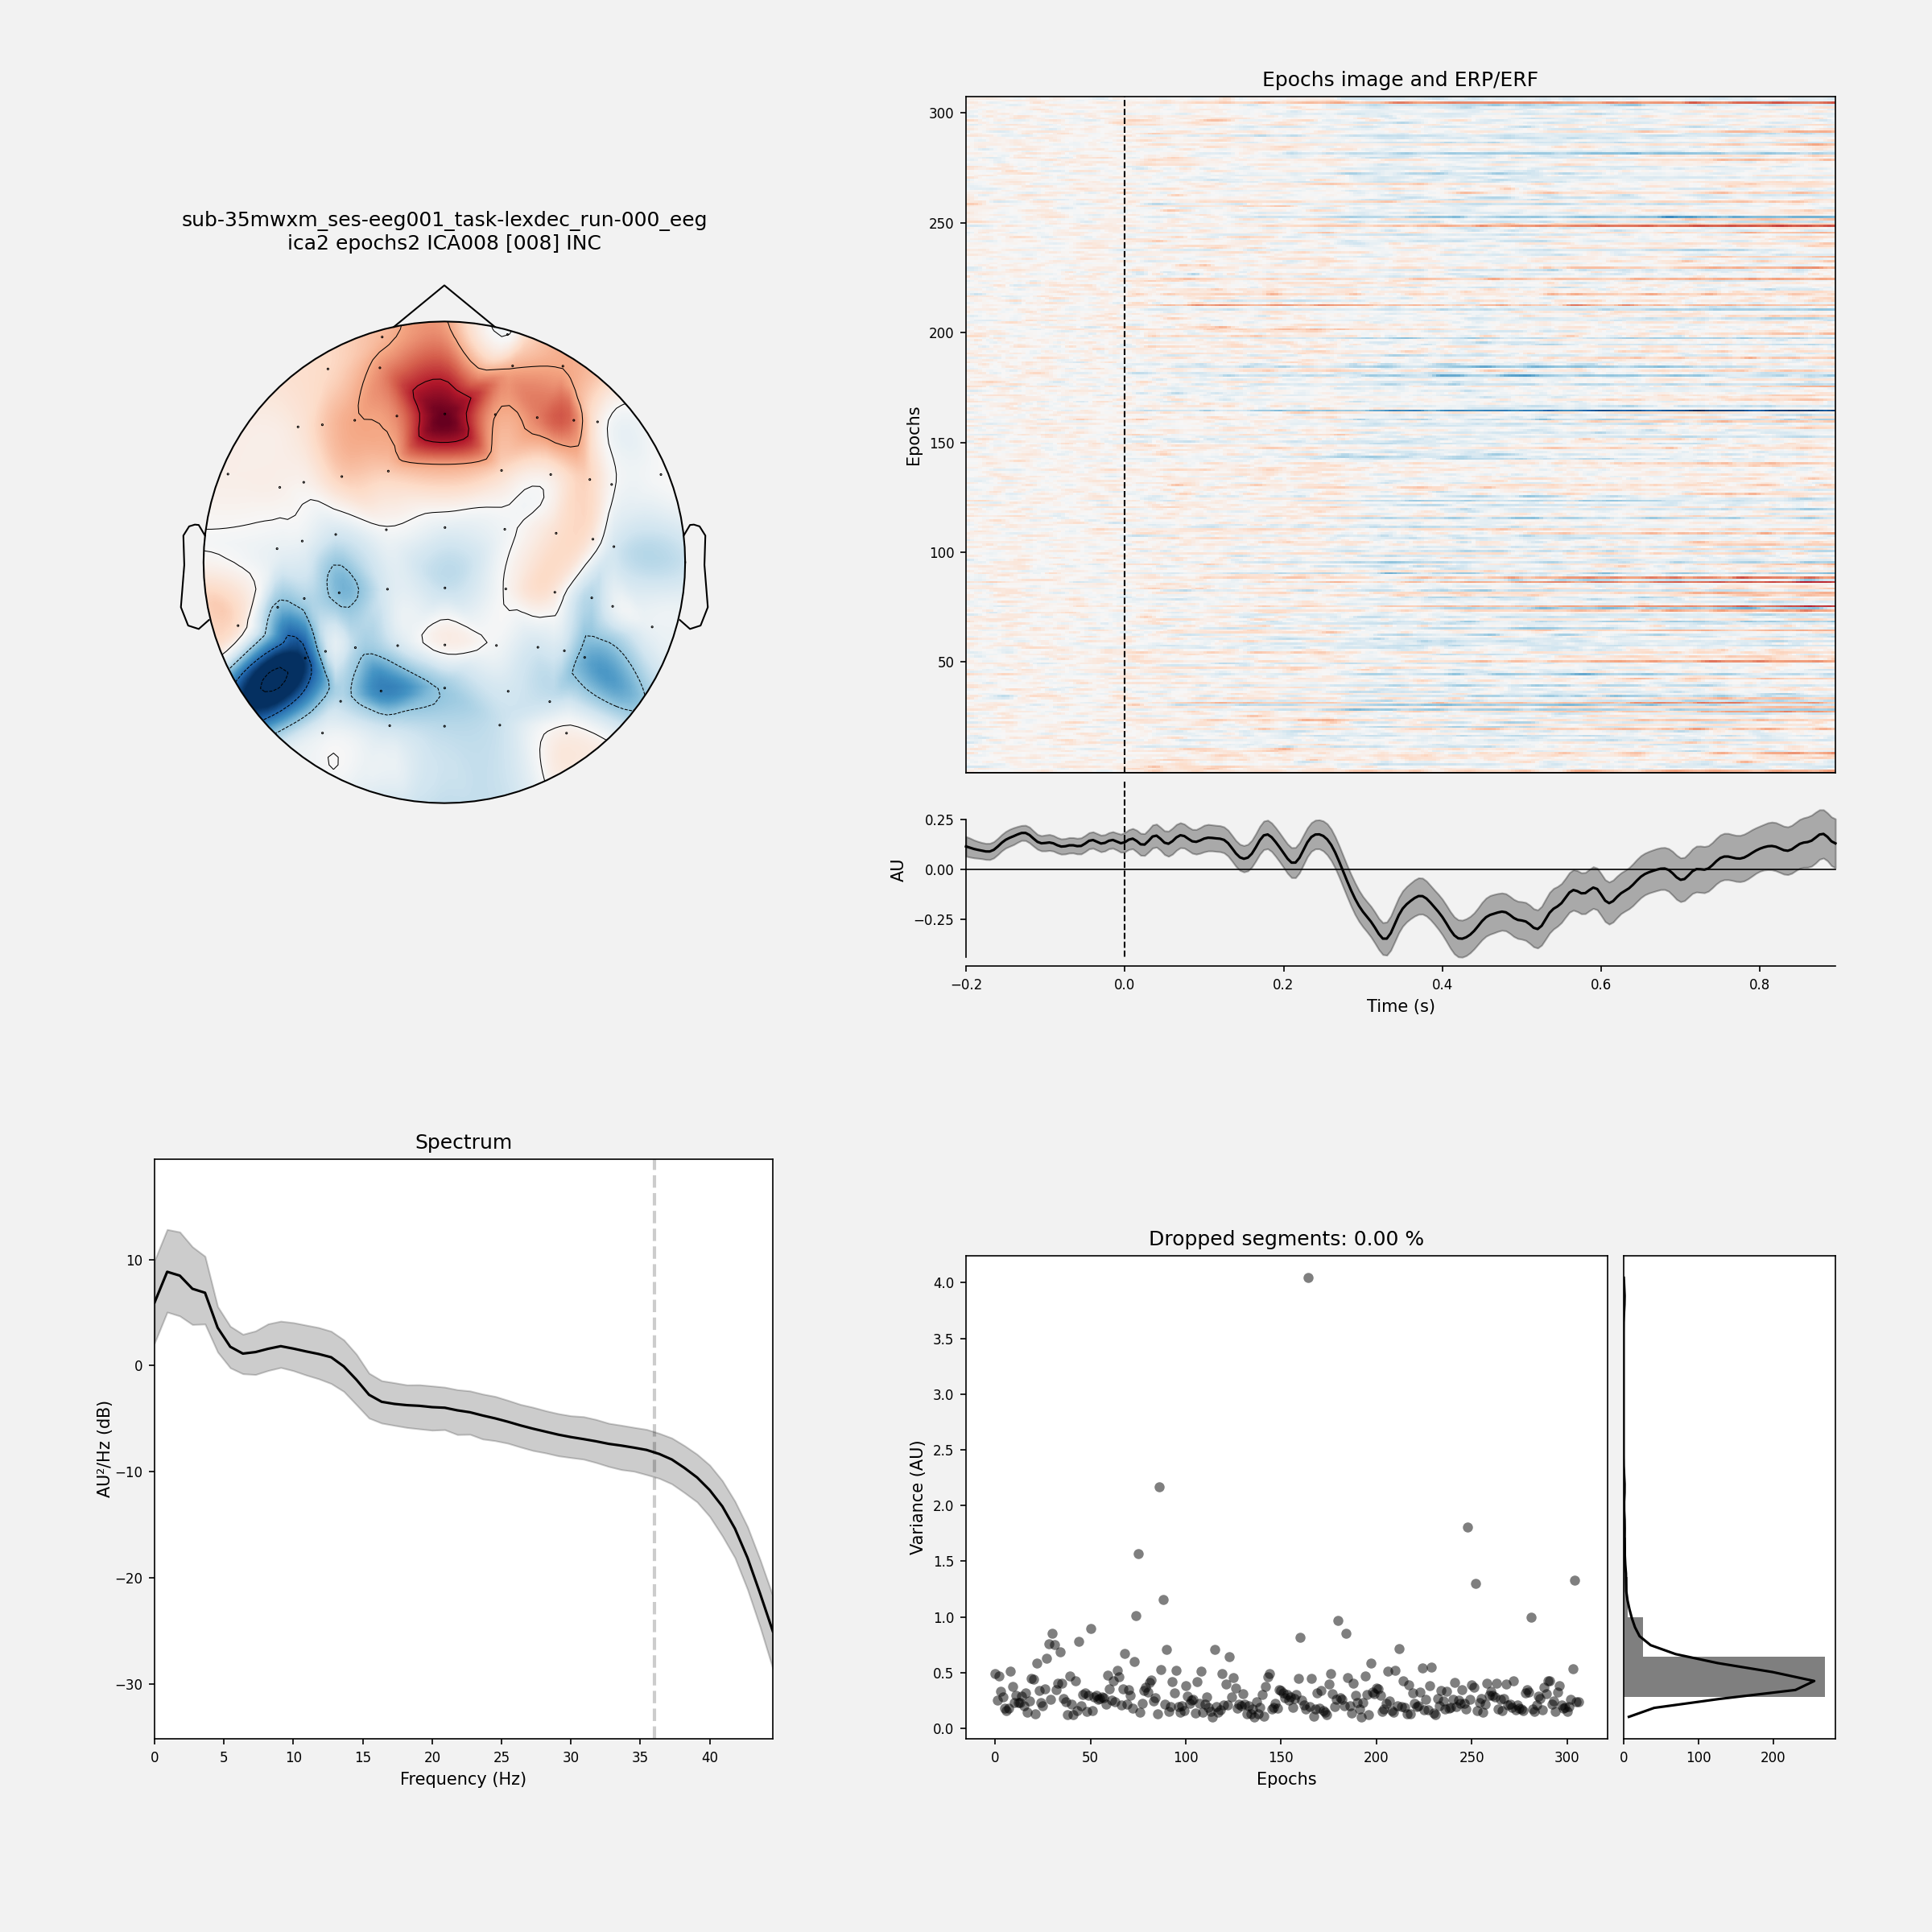 sub-35mwxm_ses-eeg001_task-lexdec_run-000_eeg
ica2 epochs2 ICA008 [008] INC
Epochs image and ERP/ERF
Epochs
300
250
200
150
100
50
AU
0.25
0.00
−0.25
−0.2 0.0 0.2 0.4 0.6 0.8
Time (s)
Spectrum
AU²/Hz (dB)
10
0
−10
−20
−30
0 5 10 15 20 25 30 35 40
Frequency (Hz)
Dropped segments: 0.00 %
Variance (AU)
4.0
3.5
3.0
2.5
2.0
1.5
1.0
0.5
0.0
0 50 100 150 200 250 300
Epochs
0 100 200